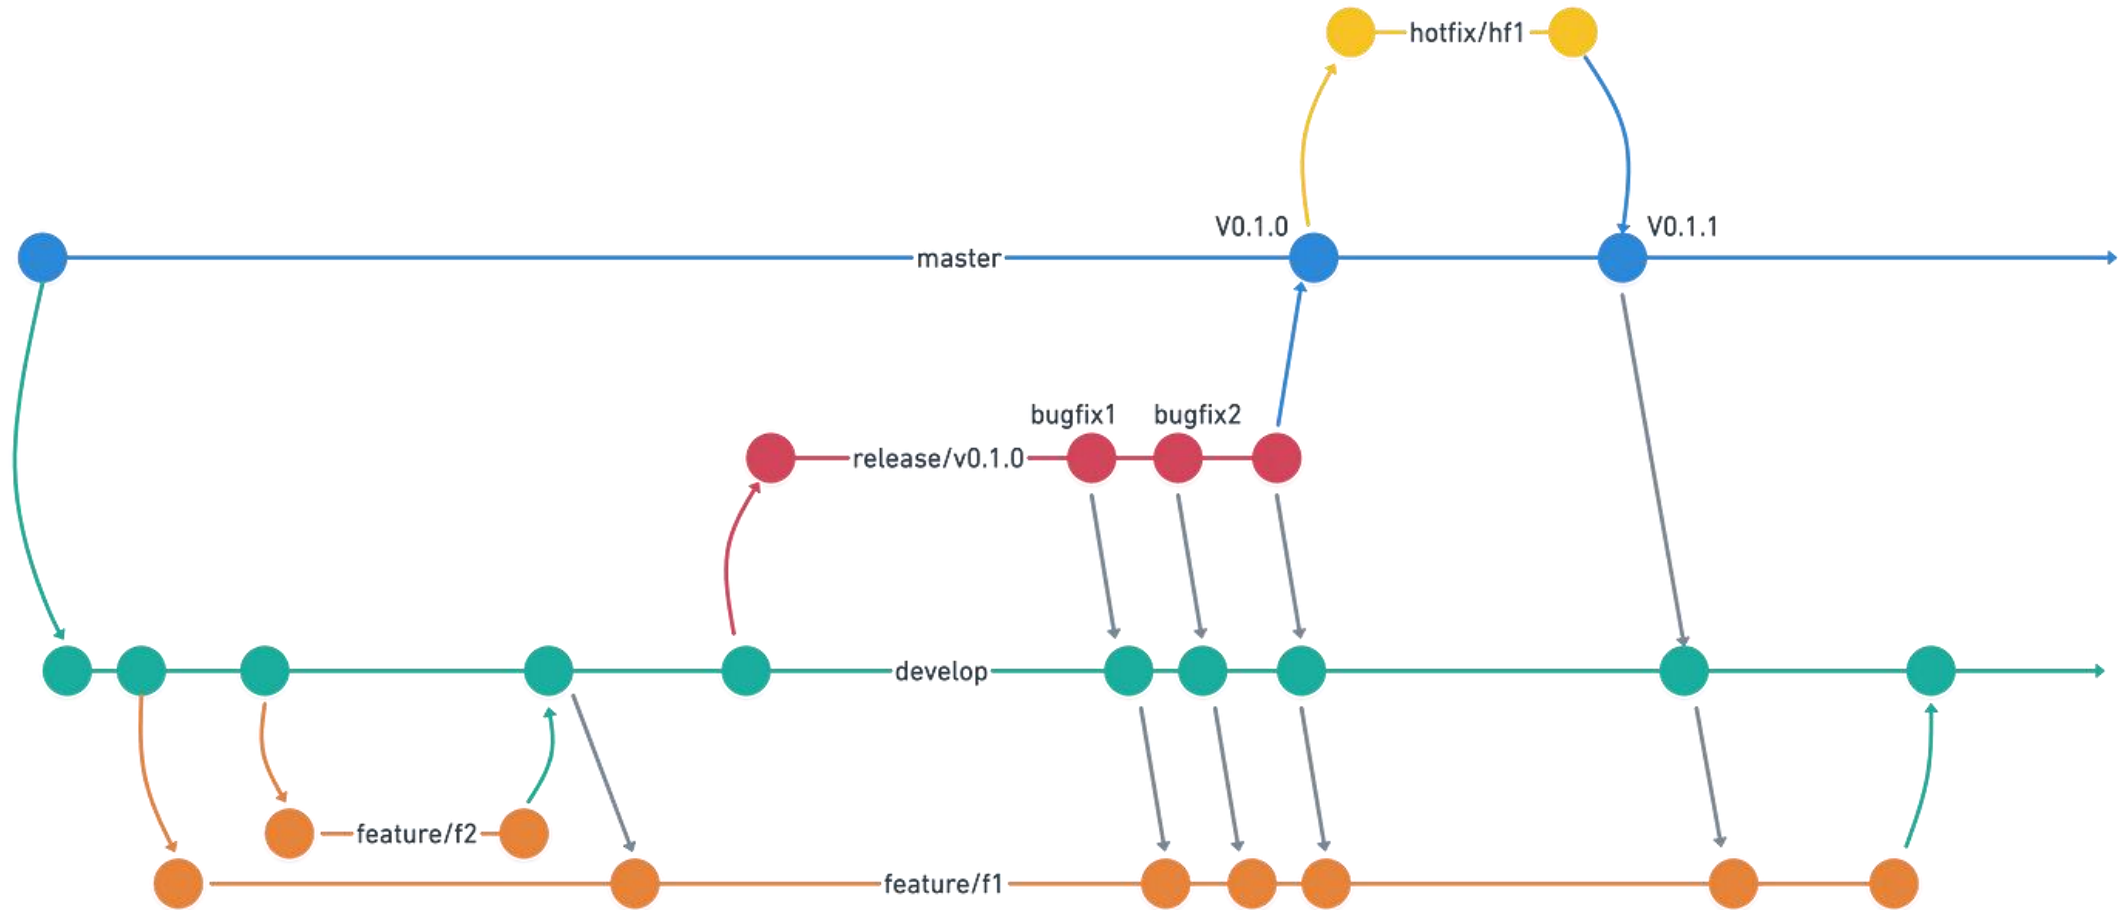 hotfix/hf1
V0.1.0
V0.1.1
master
bugfix1
bugfix2
release/v0.1.0
develop
feature/f2
feature/f1